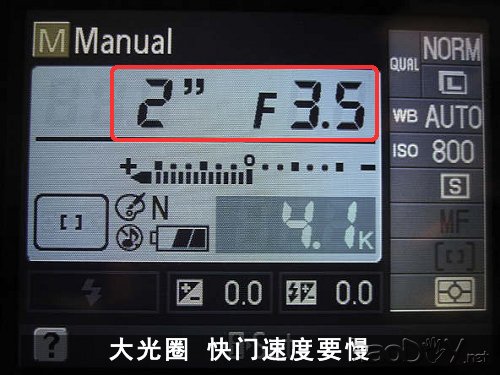 M Manual
2” F3.5
QUAL NORM
L
WB AUTO
ISO 800
S
MF
N
4.1K
0.0 0.0
?
大光圈 快门速度要慢